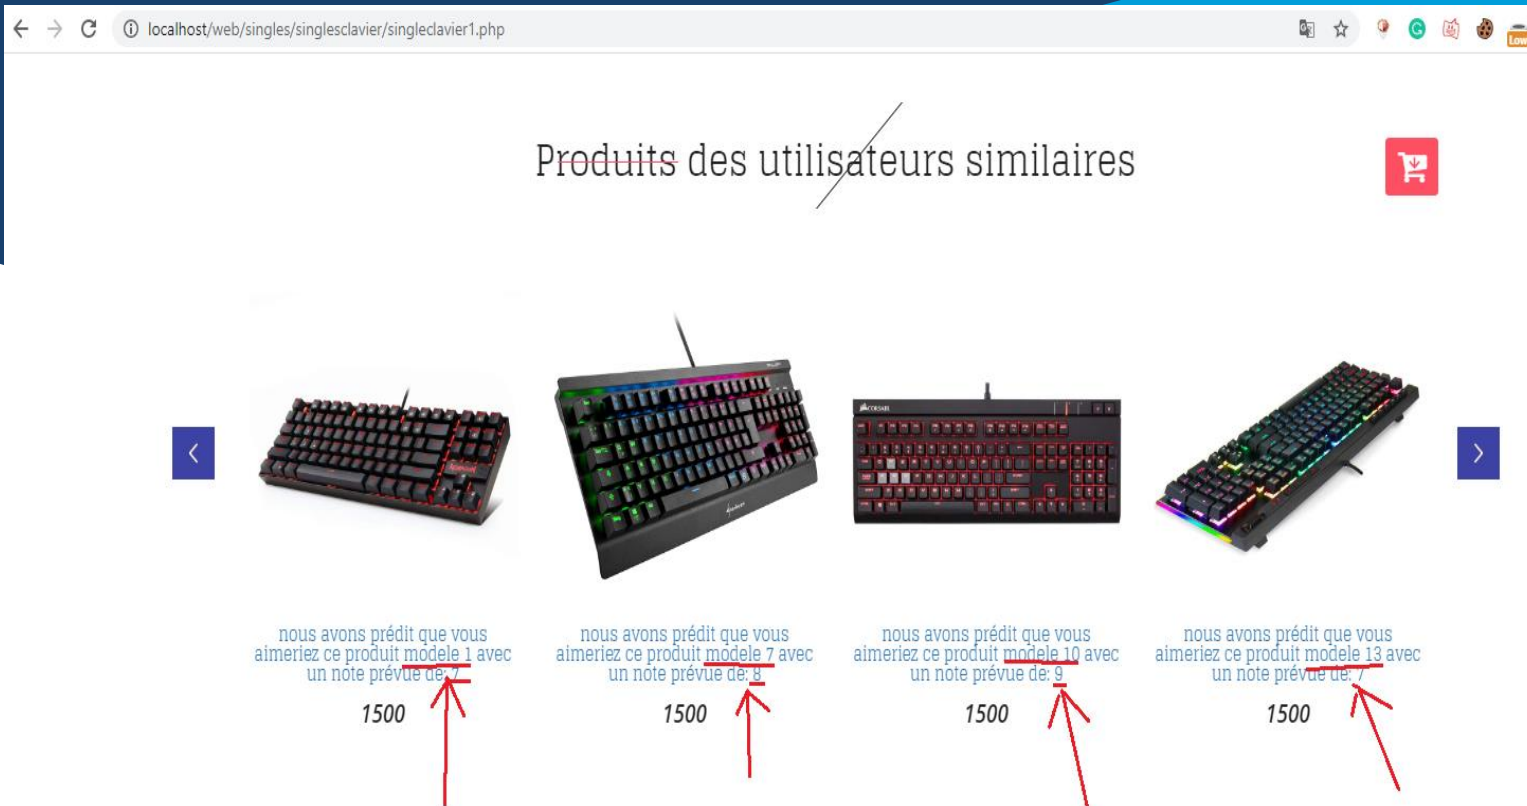 localhost/web/singles/singlesclavier/singleclavier1.php
Low
Produits des utilisateurs similaires
CORSAIR
nous avons prédit que vous
aimeriez ce produit modele 1 avec
un note prévue de: 7
1500
nous avons prédit que vous
aimeriez ce produit modele 7 avec
un note prévue de: 8
1500
nous avons prédit que vous
aimeriez ce produit modele 10 avec
un note prévue de: 9
1500
nous avons prédit que vous
aimeriez ce produit modele 13 avec
un note prévue de: 7
1500